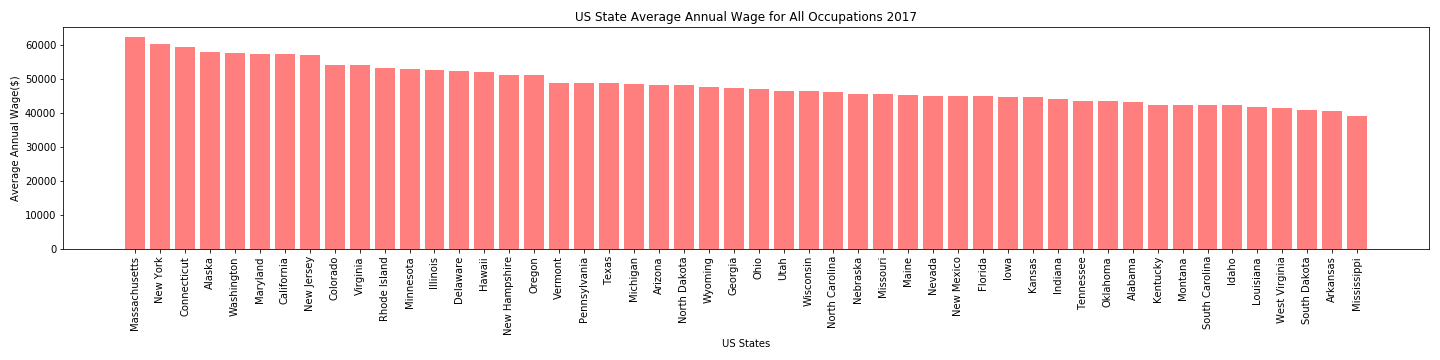 US State Average Annual Wage for All Occupations 2017
Average Annual Wage($)
60000
50000
40000
30000
20000
10000
0
Massachusetts
New York
Connecticut
Alaska
Washington
Maryland
California
New Jersey
Colorado
Virginia
Rhode Island
Minnesota
Illinois
Delaware
Hawaii
New Hampshire
Oregon
Vermont
Pennsylvania
Texas
Michigan
Arizona
North Dakota
Wyoming
Georgia
Ohio
Utah
Wisconsin
North Carolina
Nebraska
Missouri
Maine
Nevada
New Mexico
Florida
Iowa
Kansas
Indiana
Tennessee
Oklahoma
Alabama
Kentucky
Montana
South Carolina
Idaho
Louisiana
West Virginia
South Dakota
Arkansas
Mississippi
US States